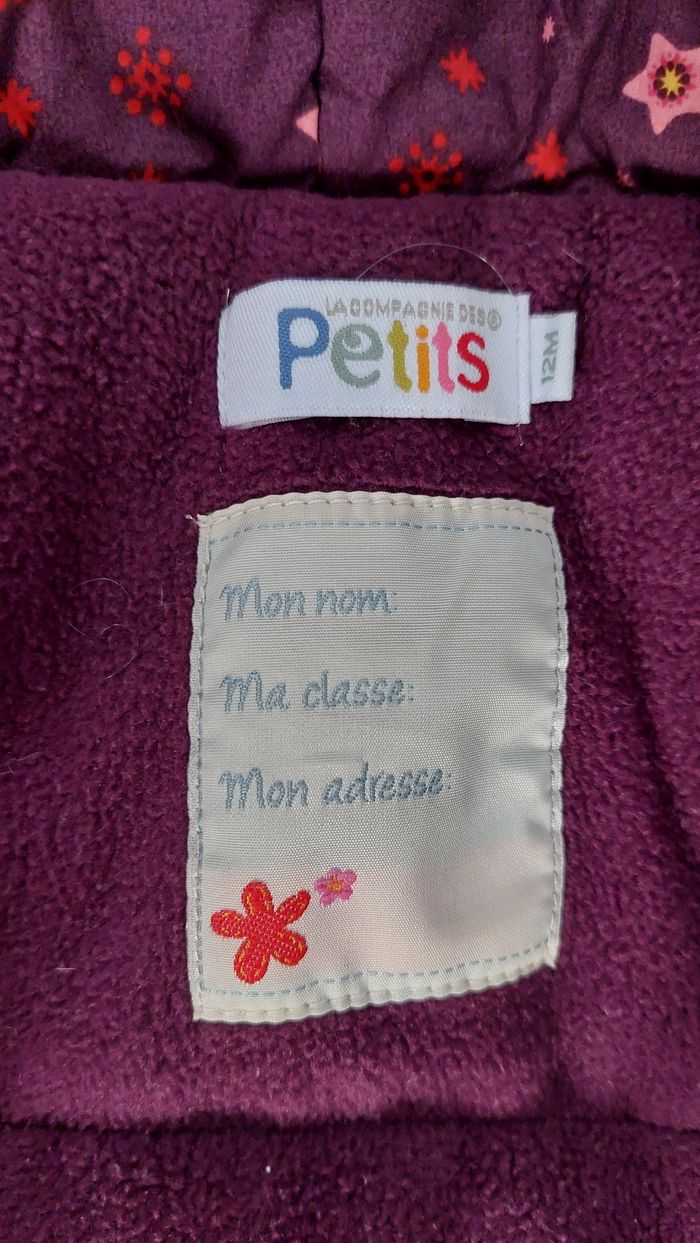 LA COMPAGNIE DES®
Petits
12M
Mon nom:
Ma classe:
Mon adresse: